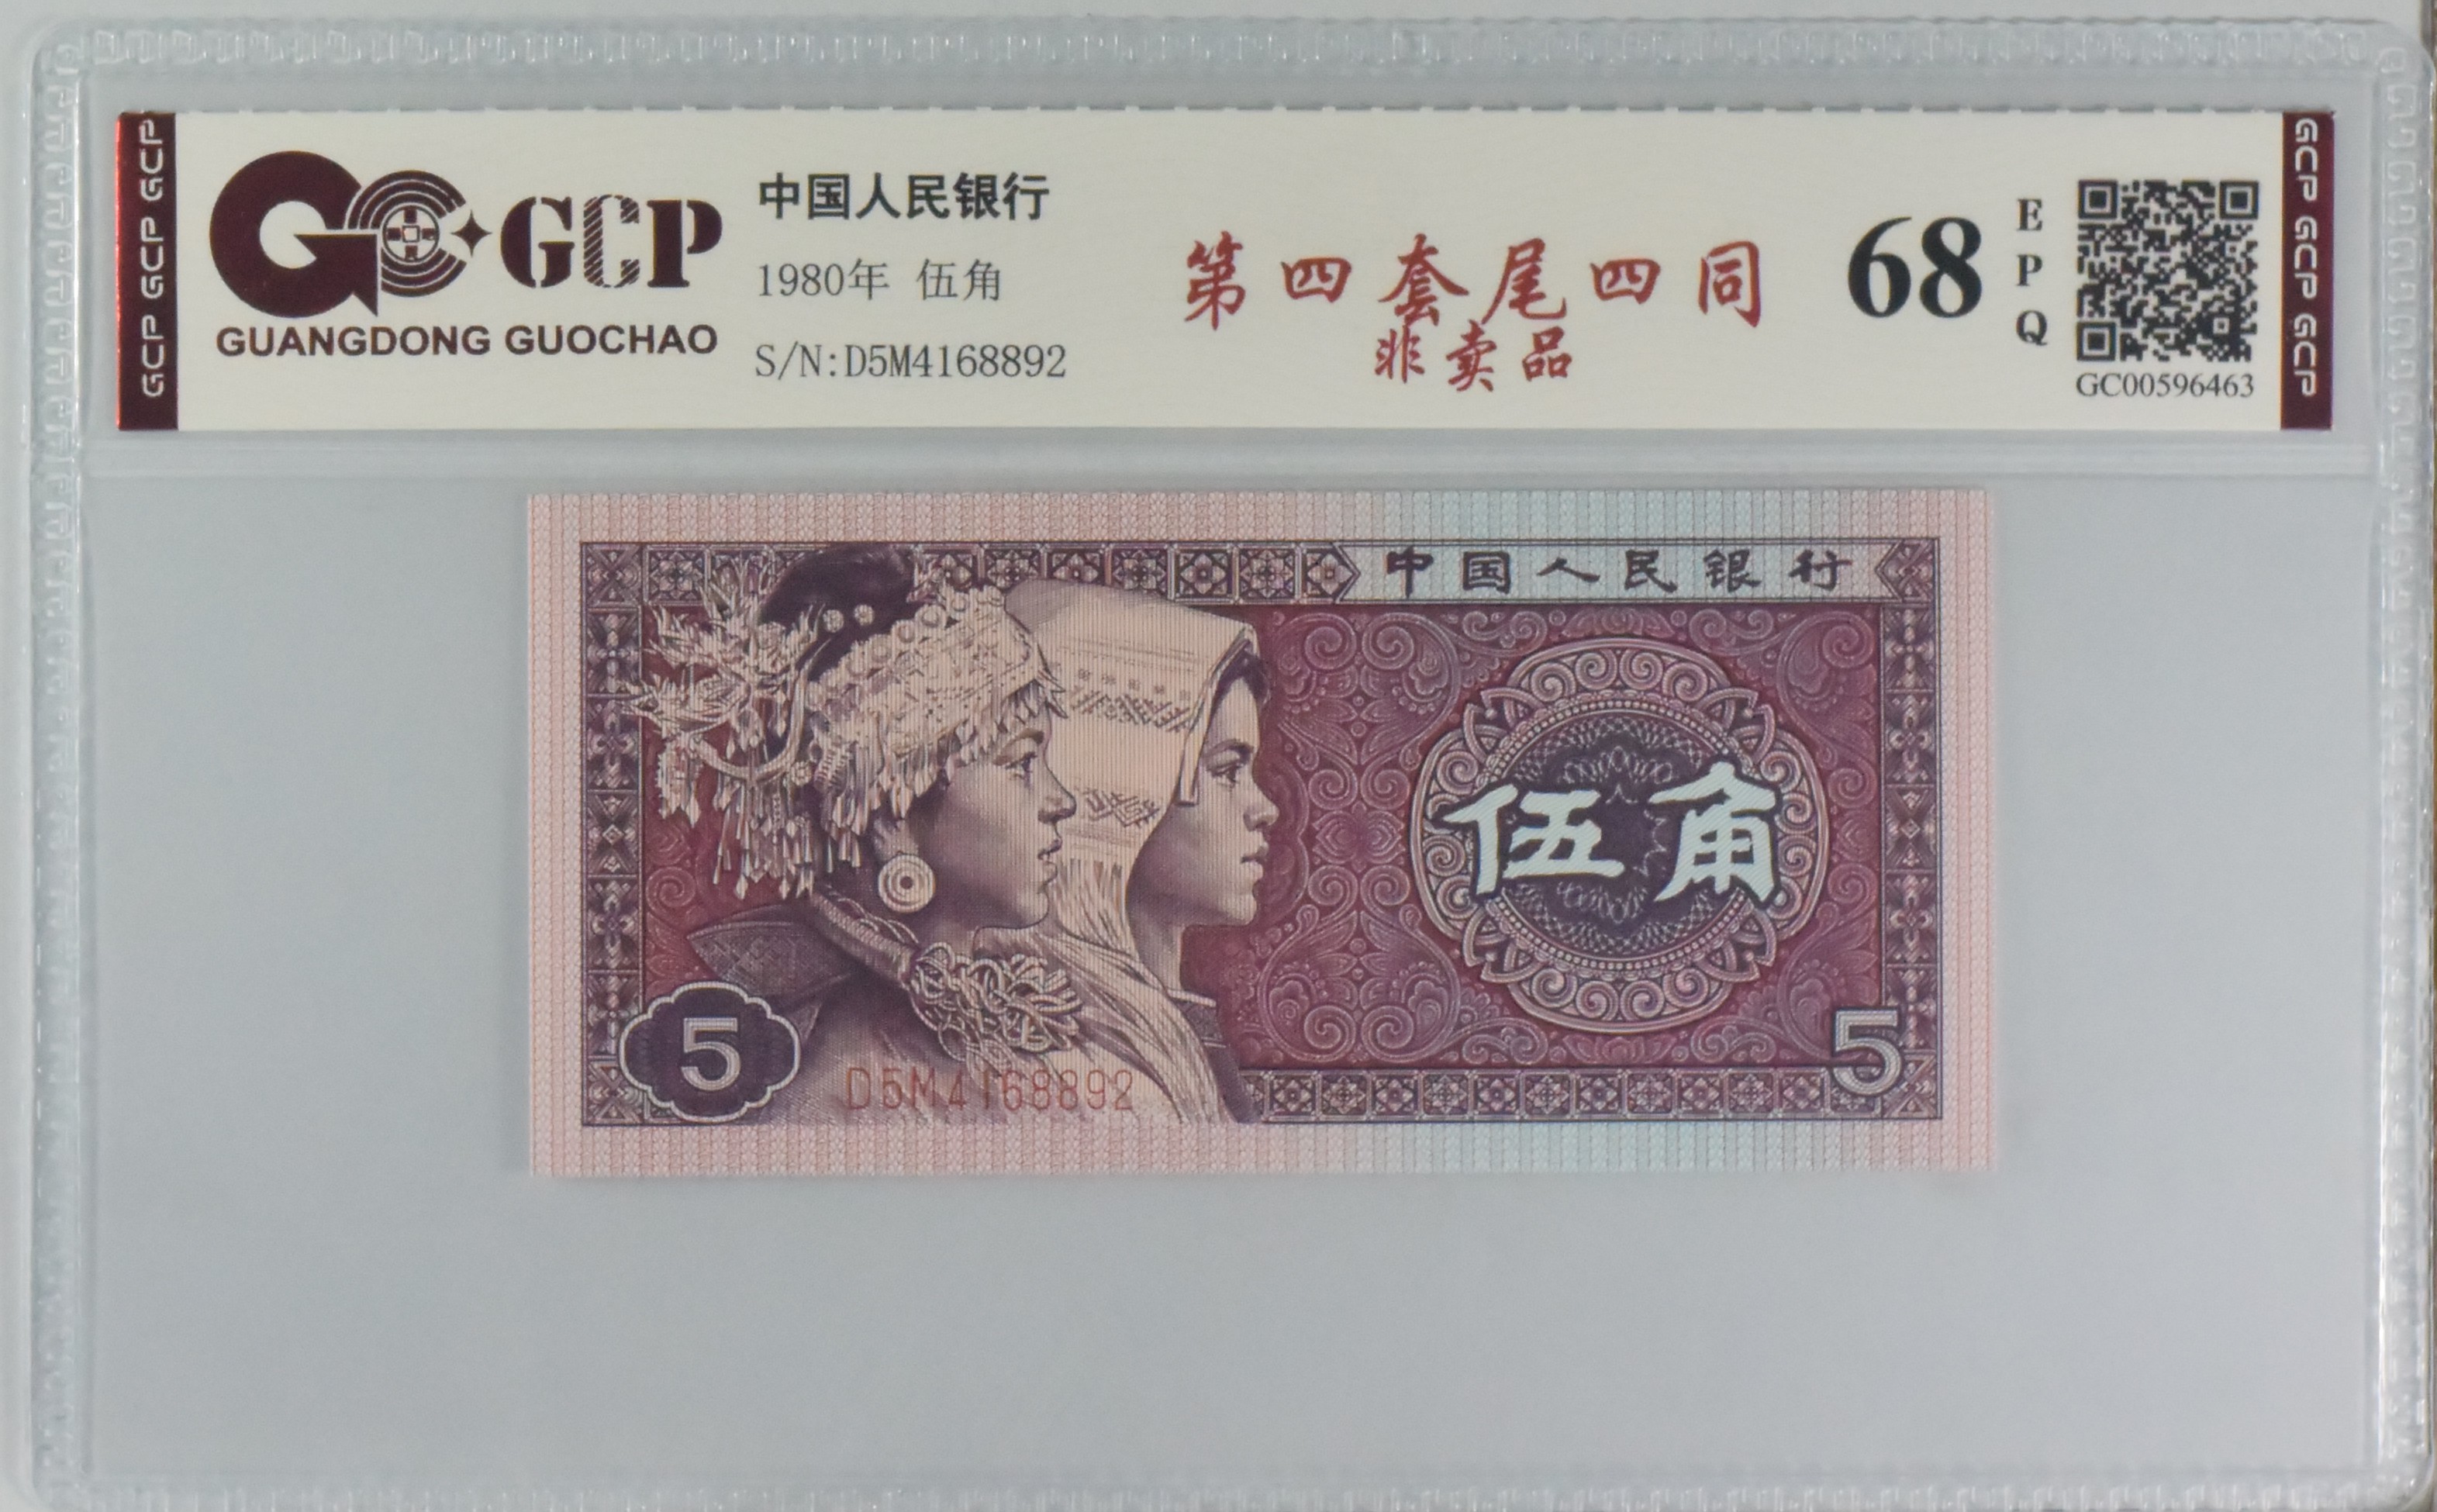 GCP GCP GCP
GCP
GUANGDONG GUOCHAO
中国人民银行
1980年 伍角
S/N:D5M4168892
第四套尾四同
非卖品
68
EPQ
GC00596463
GCP GCP GCP
中国人民银行
伍角
5
5
D5M4168892